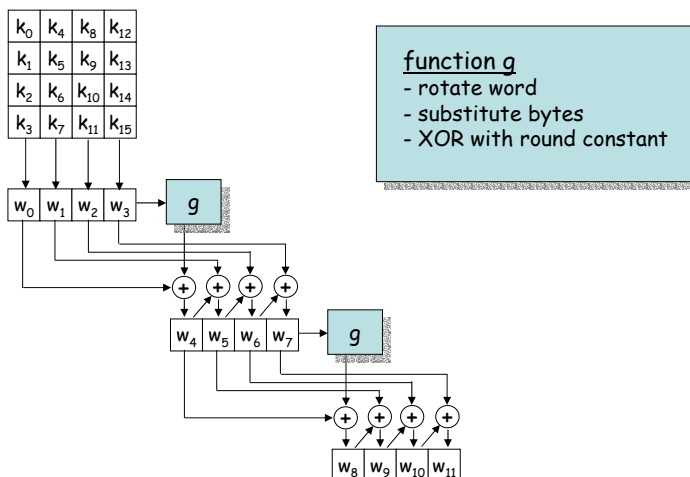 k₀ k₄ k₈ k₁₂
k₁ k₅ k₉ k₁₃
k₂ k₆ k₁₀ k₁₄
k₃ k₇ k₁₁ k₁₅
function g
- rotate word
- substitute bytes
- XOR with round constant
w₀ w₁ w₂ w₃
g
+ + + +
w₄ w₅ w₆ w₇
g
+ + + +
w₈ w₉ w₁₀ w₁₁